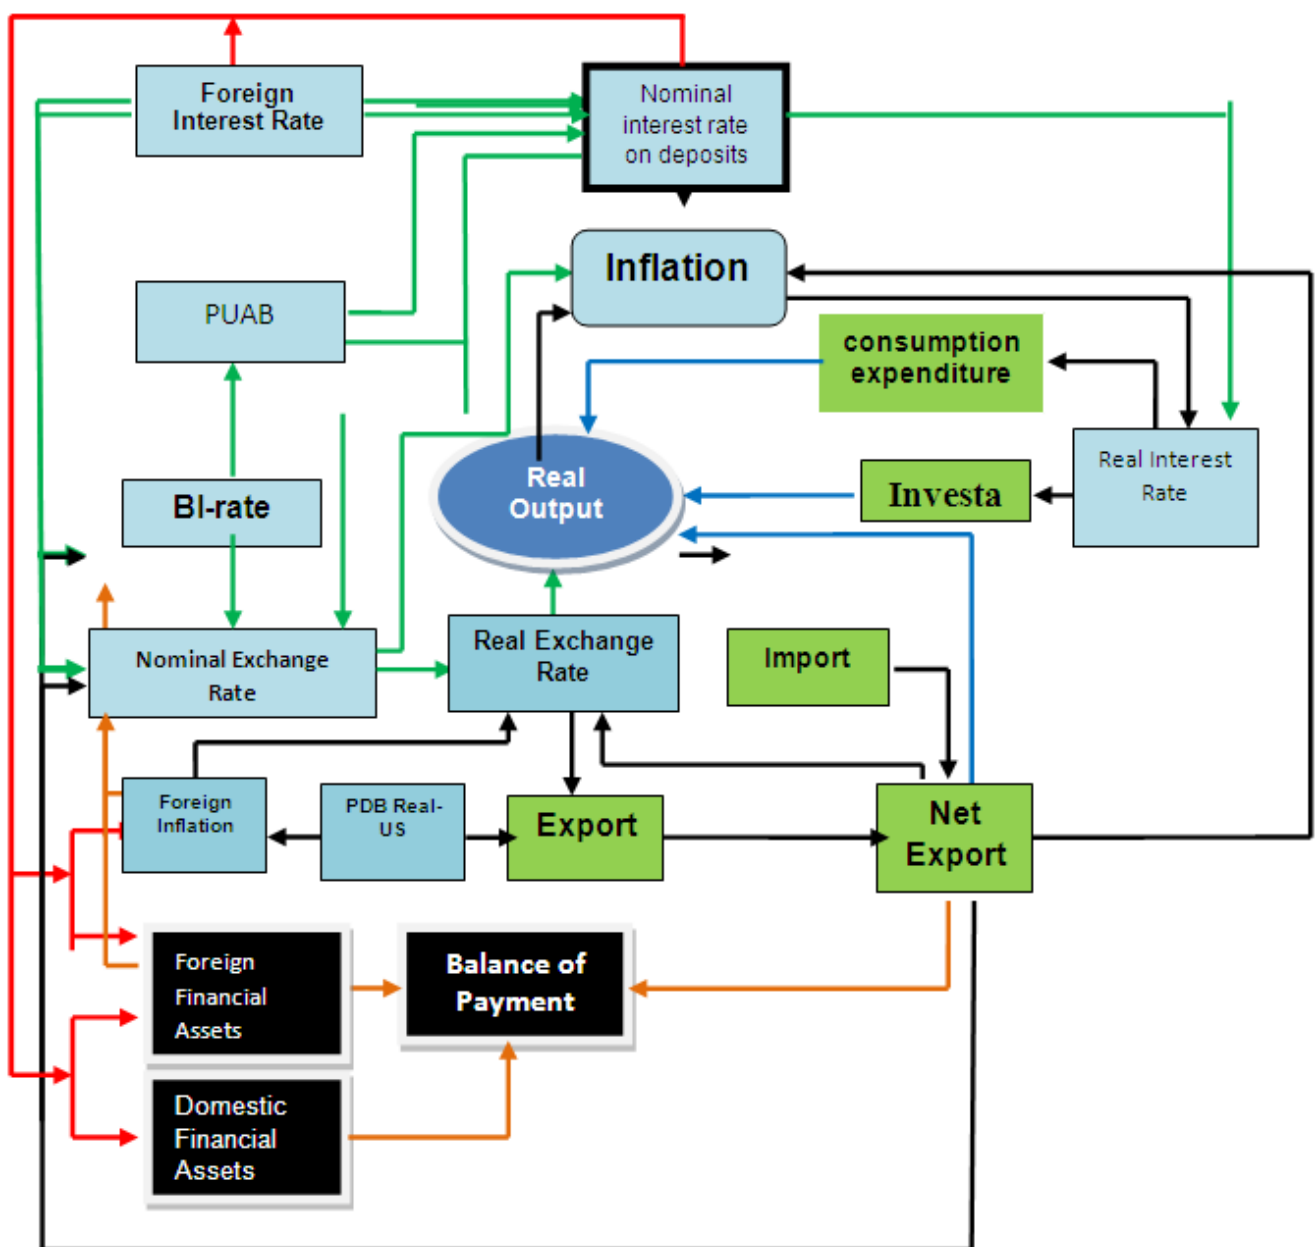 Foreign
Interest Rate
Nominal
interest rate
on deposits
Inflation
PUAB
consumption
expenditure
Real Interest
Rate
Real
Output
Investa
BI-rate
Nominal Exchange
Rate
Real Exchange
Rate
Import
Foreign
Inflation
PDB Real-
US
Export
Net
Export
Foreign
Financial
Assets
Balance of
Payment
Domestic
Financial
Assets